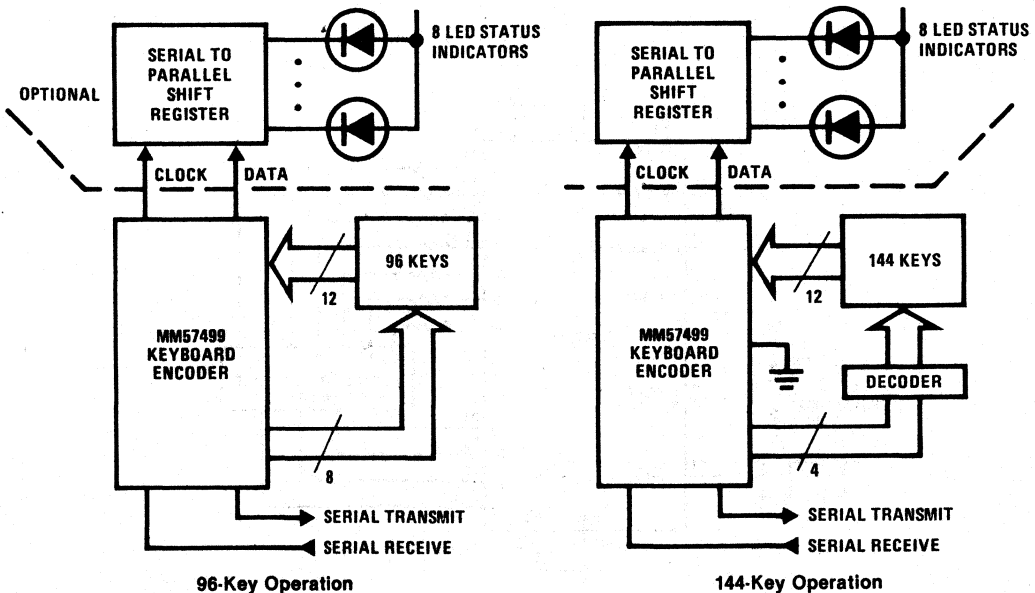 OPTIONAL
SERIAL TO
PARALLEL
SHIFT
REGISTER
8 LED STATUS
INDICATORS
CLOCK
DATA
MM57499
KEYBOARD
ENCODER
96 KEYS
12
8
SERIAL TRANSMIT
SERIAL RECEIVE
96-Key Operation
SERIAL TO
PARALLEL
SHIFT
REGISTER
8 LED STATUS
INDICATORS
CLOCK
DATA
MM57499
KEYBOARD
ENCODER
144 KEYS
12
DECODER
4
SERIAL TRANSMIT
SERIAL RECEIVE
144-Key Operation